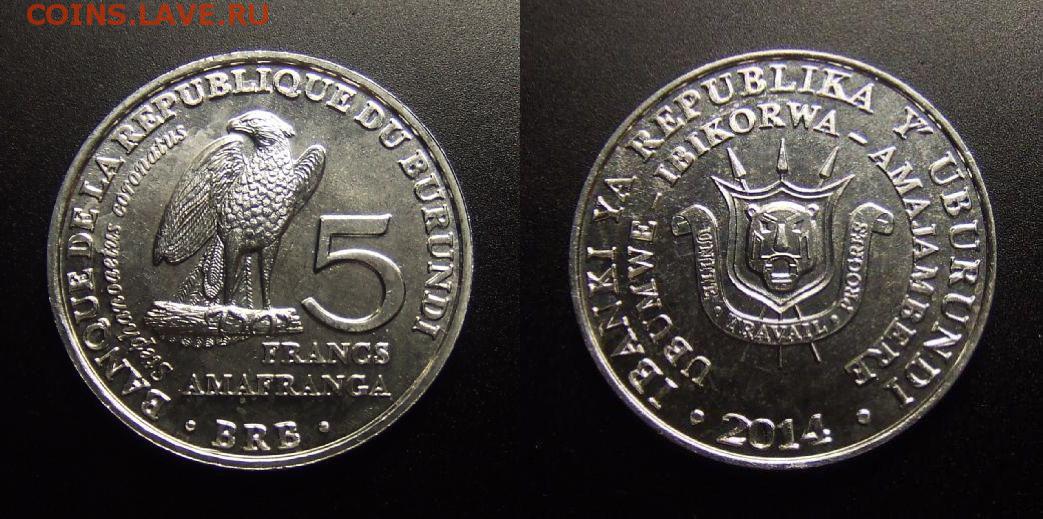 COINS.LAVE.RU
BANQUE DE LA REPUBLIQUE DU BURUNDI
Stephanoaetus coronatus
5
FRANCS
AMAFRANGA
· BRB ·
IBANKI YA REPUBLIKA Y' UBURUNDI
UBUMWE - IBIKORWA - AMAJAMBERE
UNITE · TRAVAIL · PROGRES
· 2014 ·